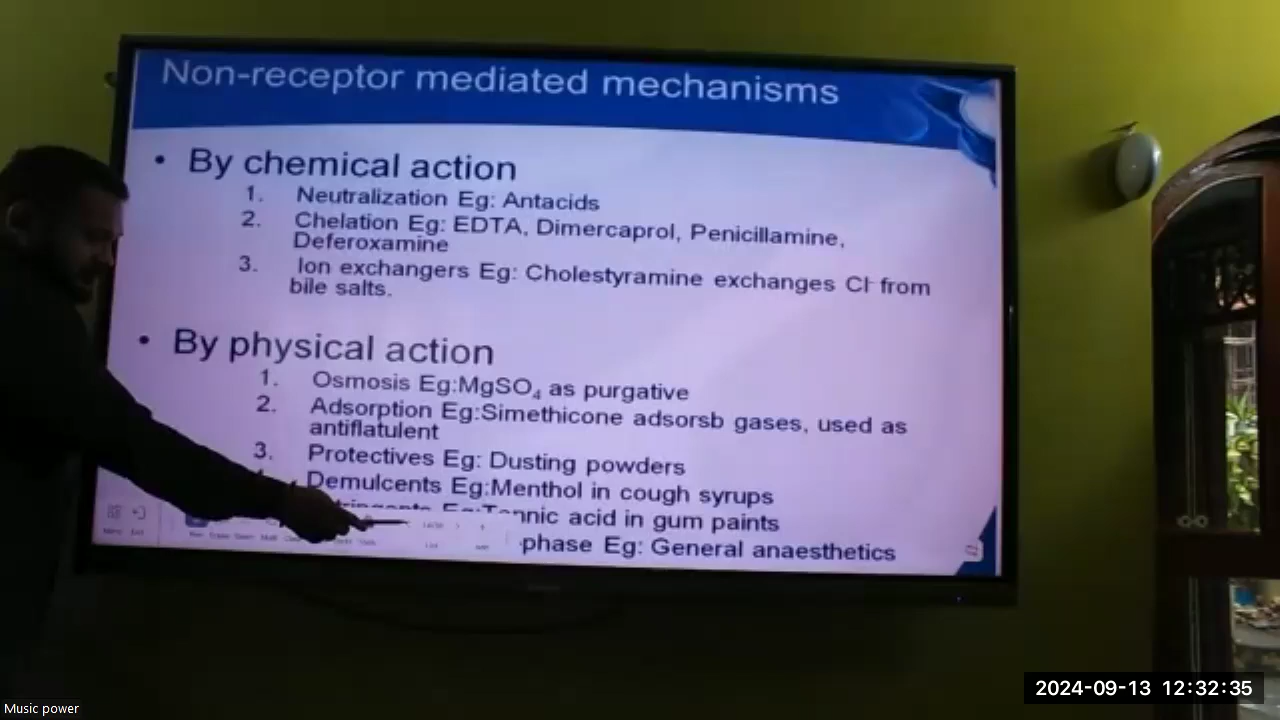 Non-receptor mediated mechanisms
• By chemical action
1. Neutralization Eg: Antacids
2. Chelation Eg: EDTA, Dimercaprol, Penicillamine,
Deferoxamine
3. Ion exchangers Eg: Cholestyramine exchanges Cl- from
bile salts.
• By physical action
1. Osmosis Eg:MgSO₄ as purgative
2. Adsorption Eg:Simethicone adsorsb gases, used as
antiflatulent
3. Protectives Eg: Dusting powders
Demulcents Eg:Menthol in cough syrups
Tannic acid in gum paints
phase Eg: General anaesthetics
2024-09-13 12:32:35
Music power